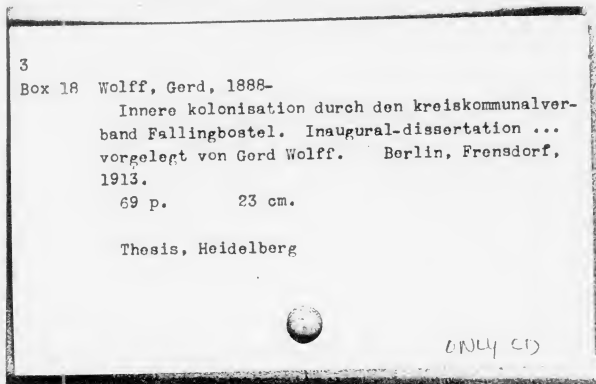 3
Box 18 Wolff, Gerd, 1888-
Innere kolonisation durch den kreiskommunalver-
band Fallingbostel. Inaugural-dissertation ...
vorgelegt von Gerd Wolff. Berlin, Frensdorf,
1913.
69 p. 23 cm.
Thesis, Heidelberg
ONLY (1)